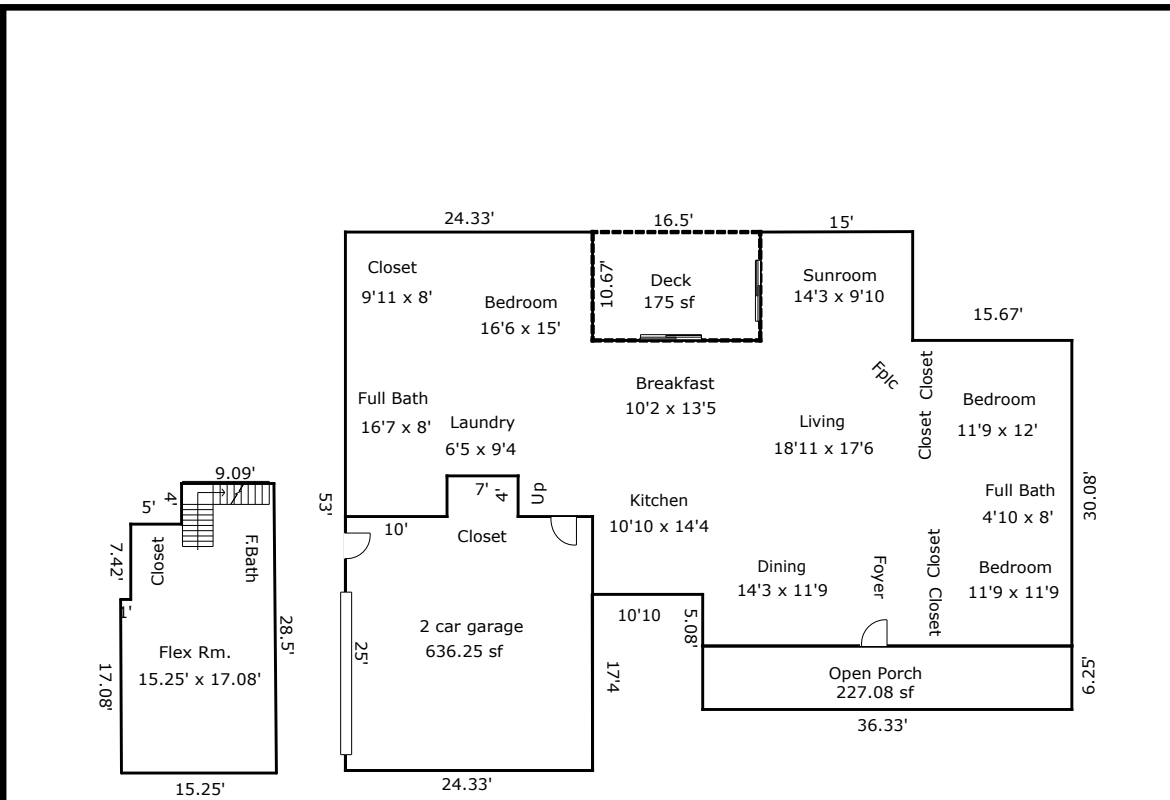 24.33'
16.5'
15'
Closet
9'11 x 8'
Bedroom
16'6 x 15'
10.67'
Deck
175 sf
Sunroom
14'3 x 9'10
15.67'
Full Bath
16'7 x 8'
Laundry
6'5 x 9'4
Breakfast
10'2 x 13'5
Fplc
Living
18'11 x 17'6
Closet
Closet
Bedroom
11'9 x 12'
30.08'
53'
10'
7'
4'
Up
Closet
Kitchen
10'10 x 14'4
Full Bath
4'10 x 8'
Dining
14'3 x 11'9
Foyer
Closet
Closet
Bedroom
11'9 x 11'9
2 car garage
636.25 sf
25'
10'10
5.08'
17'4
Open Porch
227.08 sf
6.25'
36.33'
24.33'
9.09'
5'
4'
7.42'
Closet
F.Bath
1'
Flex Rm.
15.25' x 17.08'
28.5'
17.08'
15.25'